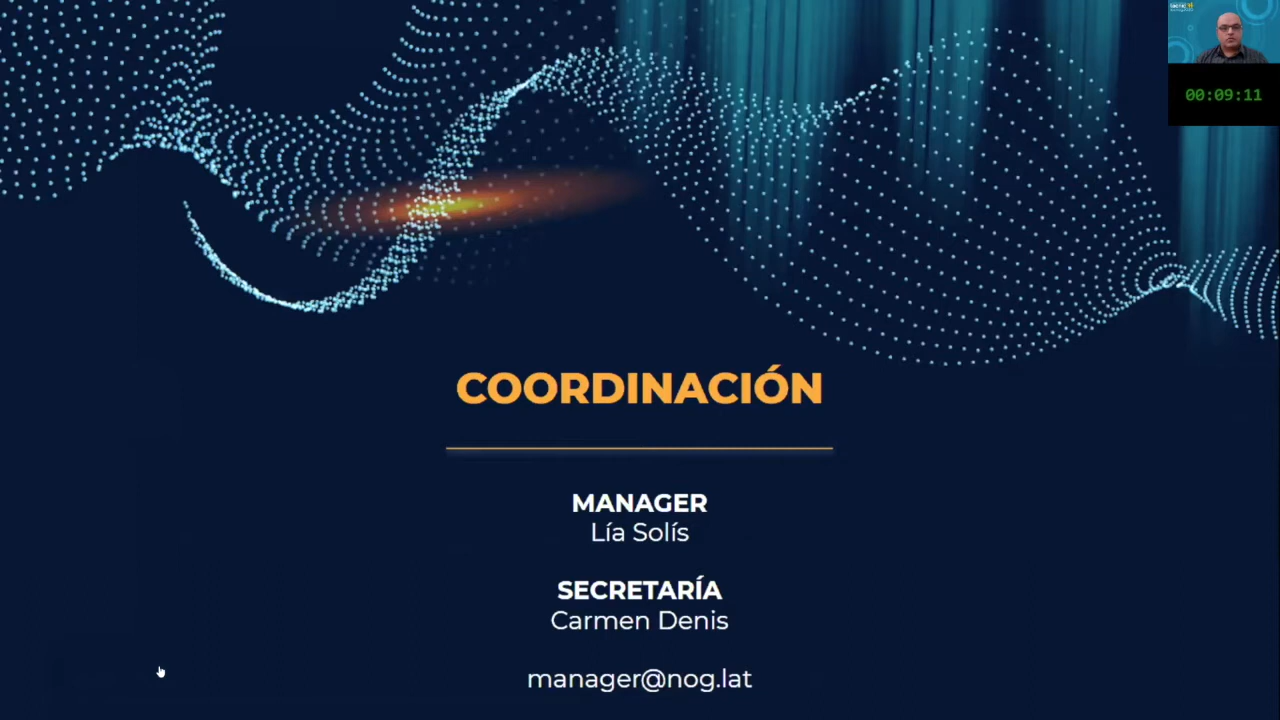 00:09:11
COORDINACIÓN
MANAGER
Lía Solís
SECRETARÍA
Carmen Denis
manager@nog.lat